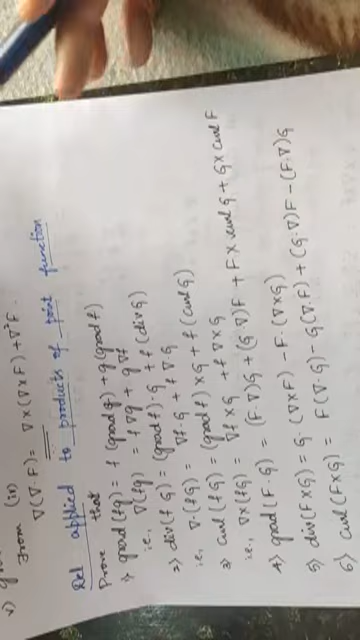 v)
From (iv)
∇(∇·F) = ∇×(∇×F) + ∇²F.
Del applied to products of point function
Prove that
1) grad (fg) = f (grad g) + g (grad f)
i.e., ∇(fg) = f∇g + g∇f
2) div (fG) = (grad f)·G + f (div G)
i.e., ∇·(fG) = ∇f·G + f∇·G
3) curl (fG) = (grad f) × G + f (curl G)
i.e., ∇×(fG) = ∇f×G + f∇×G
4) grad (F·G) = (F·∇)G + (G·∇)F + F×curl G + G×curl F
5) div (F×G) = G·(∇×F) – F·(∇×G)
6) curl (F×G) = F(∇·G) – G(∇·F) + (G·∇)F – (F·∇)G